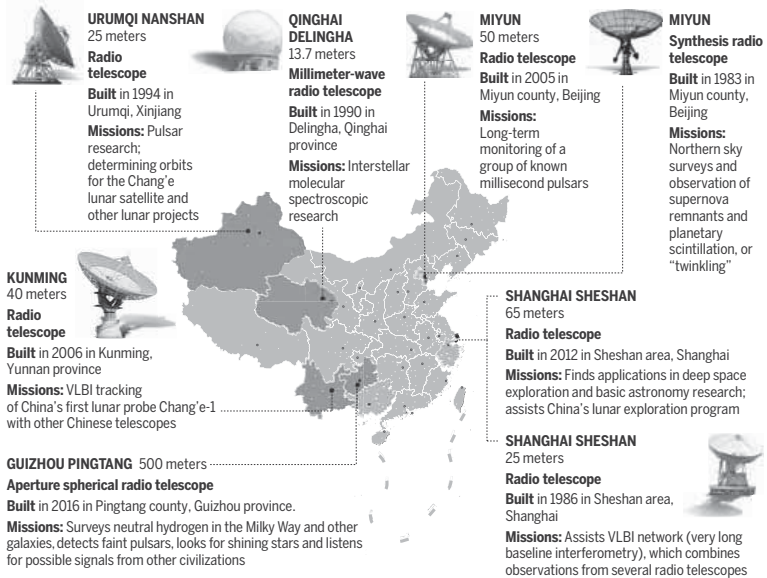 URUMQI NANSHAN
25 meters
Radio
telescope
Built in 1994 in
Urumqi, Xinjiang
Missions: Pulsar
research;
determining orbits
for the Chang'e
lunar satellite and
other lunar projects
QINGHAI
DELINGHA
13.7 meters
Millimeter-wave
radio telescope
Built in 1990 in
Delingha, Qinghai
province
Missions: Interstellar
molecular
spectroscopic
research
MIYUN
50 meters
Radio telescope
Built in 2005 in
Miyun county, Beijing
Missions:
Long-term
monitoring of a
group of known
millisecond pulsars
MIYUN
Synthesis radio
telescope
Built in 1983 in
Miyun county,
Beijing
Missions:
Northern sky
surveys and
observation of
supernova
remnants and
planetary
scintillation, or
“twinkling”
KUNMING
40 meters
Radio
telescope
Built in 2006 in Kunming,
Yunnan province
Missions: VLBI tracking
of China's first lunar probe Chang'e-1
with other Chinese telescopes
SHANGHAI SHESHAN
65 meters
Radio telescope
Built in 2012 in Sheshan area, Shanghai
Missions: Finds applications in deep space
exploration and basic astronomy research;
assists China's lunar exploration program
GUIZHOU PINGTANG 500 meters
Aperture spherical radio telescope
Built in 2016 in Pingtang county, Guizhou province.
Missions: Surveys neutral hydrogen in the Milky Way and other
galaxies, detects faint pulsars, looks for shining stars and listens
for possible signals from other civilizations
SHANGHAI SHESHAN
25 meters
Radio telescope
Built in 1986 in Sheshan area,
Shanghai
Missions: Assists VLBI network (very long
baseline interferometry), which combines
observations from several radio telescopes